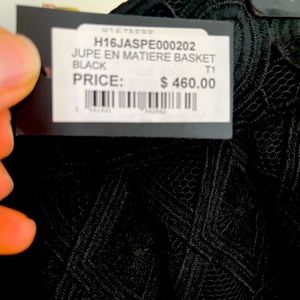 H16JASPE000202
JUPE EN MATIERE BASKET
BLACK T1
PRICE: $ 460.00